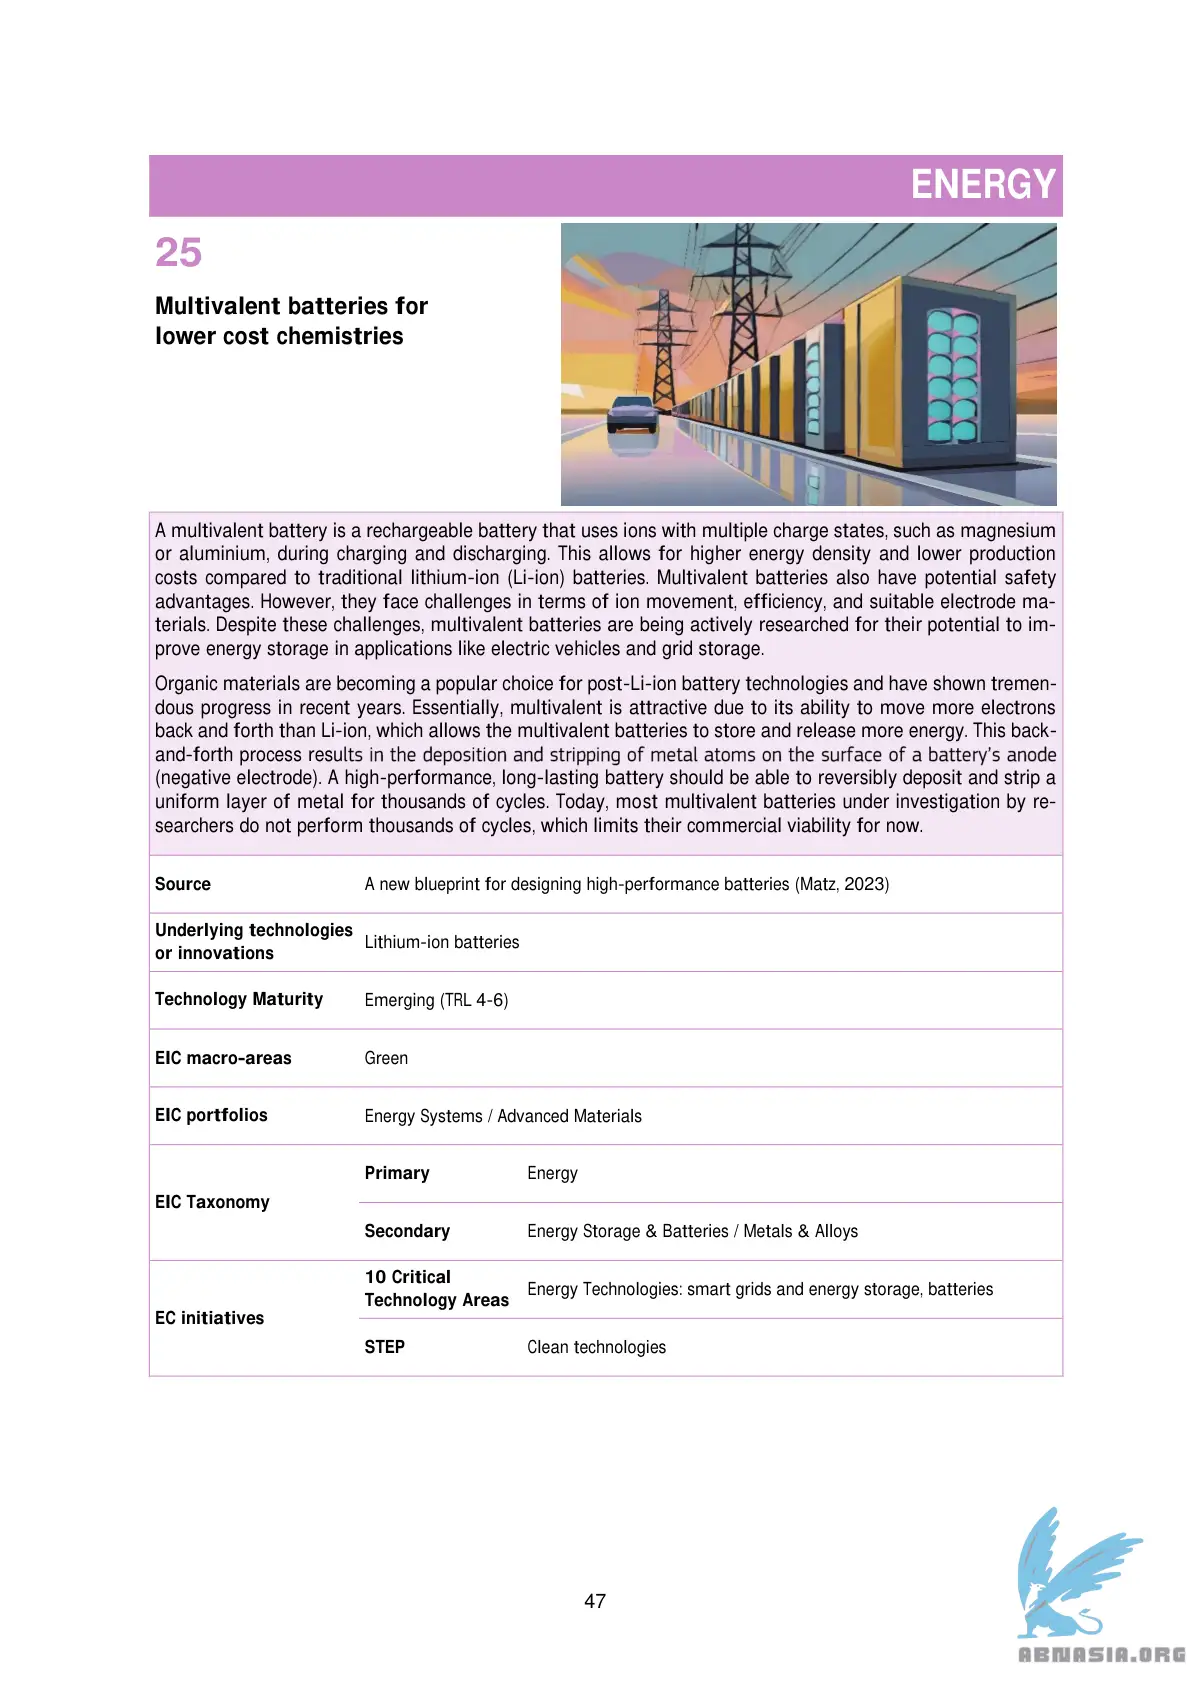 ENERGY
25
Multivalent batteries for
lower cost chemistries
A multivalent battery is a rechargeable battery that uses ions with multiple charge states, such as magnesium
or aluminium, during charging and discharging. This allows for higher energy density and lower production
costs compared to traditional lithium-ion (Li-ion) batteries. Multivalent batteries also have potential safety
advantages. However, they face challenges in terms of ion movement, efficiency, and suitable electrode ma-
terials. Despite these challenges, multivalent batteries are being actively researched for their potential to im-
prove energy storage in applications like electric vehicles and grid storage.
Organic materials are becoming a popular choice for post-Li-ion battery technologies and have shown tremen-
dous progress in recent years. Essentially, multivalent is attractive due to its ability to move more electrons
back and forth than Li-ion, which allows the multivalent batteries to store and release more energy. This back-
and-forth process results in the deposition and stripping of metal atoms on the surface of a battery's anode
(negative electrode). A high-performance, long-lasting battery should be able to reversibly deposit and strip a
uniform layer of metal for thousands of cycles. Today, most multivalent batteries under investigation by re-
searchers do not perform thousands of cycles, which limits their commercial viability for now.
Source A new blueprint for designing high-performance batteries (Matz, 2023)
Underlying technologies
or innovations
Lithium-ion batteries
Technology Maturity Emerging (TRL 4-6)
EIC macro-areas Green
EIC portfolios Energy Systems / Advanced Materials
EIC Taxonomy
Primary Energy
Secondary Energy Storage & Batteries / Metals & Alloys
EC initiatives
10 Critical
Technology Areas
Energy Technologies: smart grids and energy storage, batteries
STEP Clean technologies
47
ABNASIA.ORG